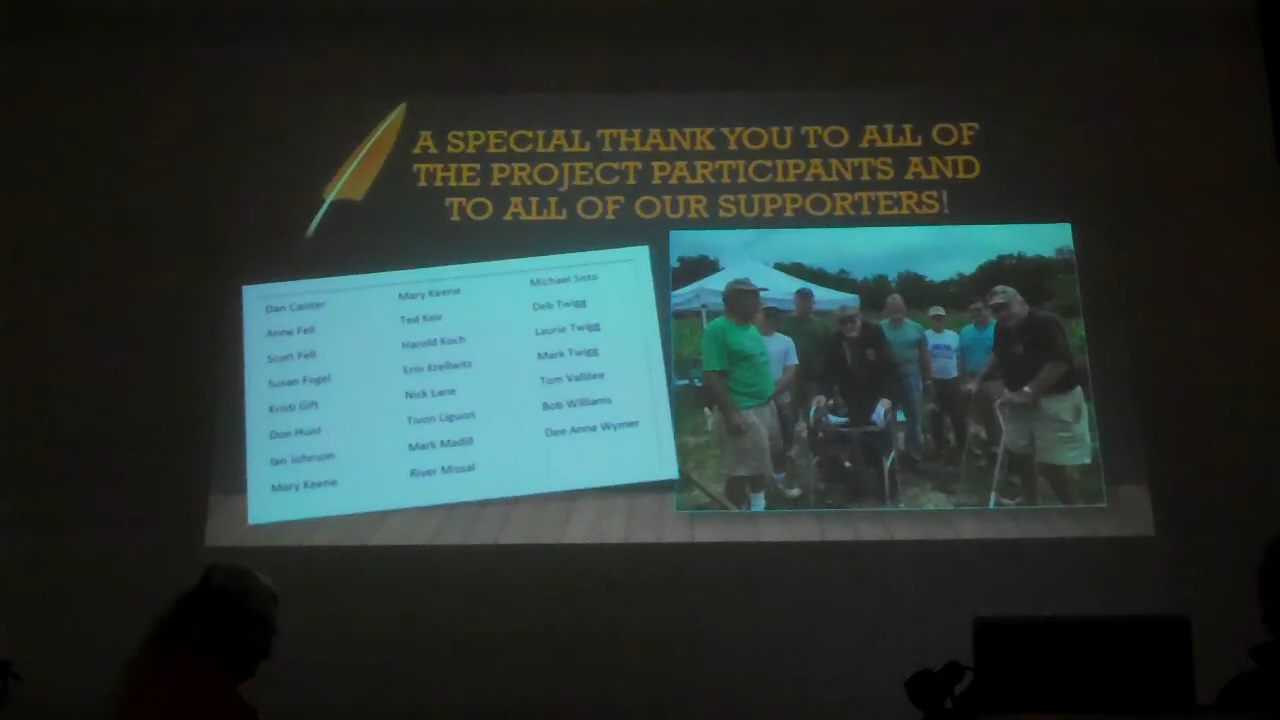 A SPECIAL THANK YOU TO ALL OF
THE PROJECT PARTICIPANTS AND
TO ALL OF OUR SUPPORTERS!
Dan Caister
Anne Fell
Scott Fell
Susan Fogel
Kristi Gift
Don Hunt
Ian Johnson
Mary Keene
Mary Keene
Ted Keir
Harold Koch
Erin Krellwitz
Nick Lane
Tivon Liguori
Mark Madill
River Missal
Michael Sisto
Deb Twigg
Laurie Twigg
Mark Twigg
Tom Vallilee
Bob Williams
Dee Anne Wymer